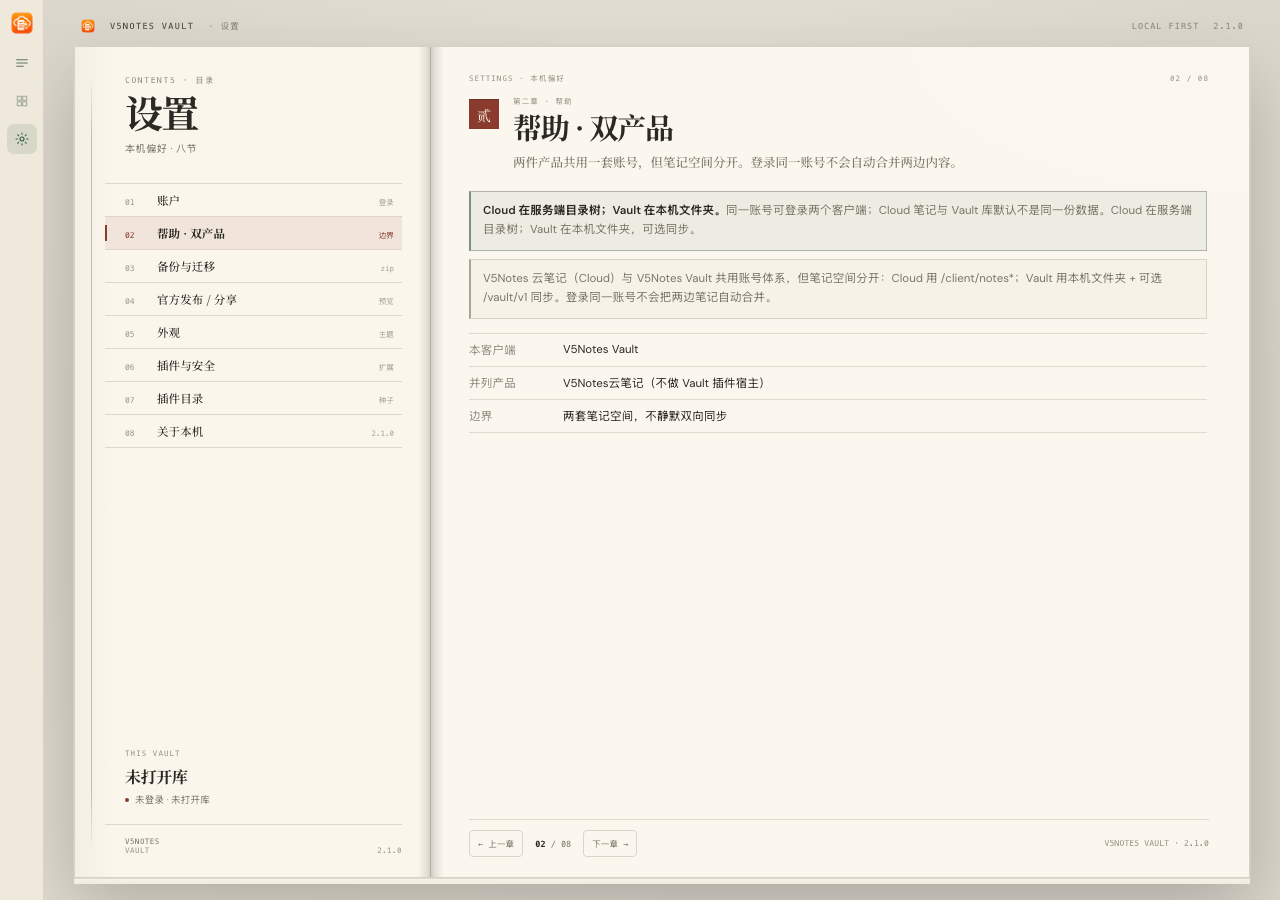 V5NOTES VAULT · 设置
LOCAL FIRST 2.1.0
CONTENTS · 目录
设置
本机偏好 · 八节
01 账户 登录
02 帮助 · 双产品 边界
03 备份与迁移 zip
04 官方发布 / 分享 预览
05 外观 主题
06 插件与安全 扩展
07 插件目录 种子
08 关于本机 2.1.0
THIS VAULT
未打开库
未登录 · 未打开库
V5NOTES
VAULT 2.1.0
SETTINGS · 本机偏好 02 / 08
贰
第二章 · 帮助
帮助 · 双产品
两件产品共用一套账号，但笔记空间分开。登录同一账号不会自动合并两边内容。
Cloud 在服务端目录树；Vault 在本机文件夹。同一账号可登录两个客户端；Cloud 笔记与 Vault 库默认不是同一份数据。Cloud 在服务端
目录树；Vault 在本机文件夹，可选同步。
V5Notes 云笔记（Cloud）与 V5Notes Vault 共用账号体系，但笔记空间分开：Cloud 用 /client/notes*；Vault 用本机文件夹 + 可选
/vault/v1 同步。登录同一账号不会把两边笔记自动合并。
本客户端 V5Notes Vault
并列产品 V5Notes云笔记（不做 Vault 插件宿主）
边界 两套笔记空间，不静默双向同步
← 上一章 02 / 08 下一章 →
V5NOTES VAULT · 2.1.0